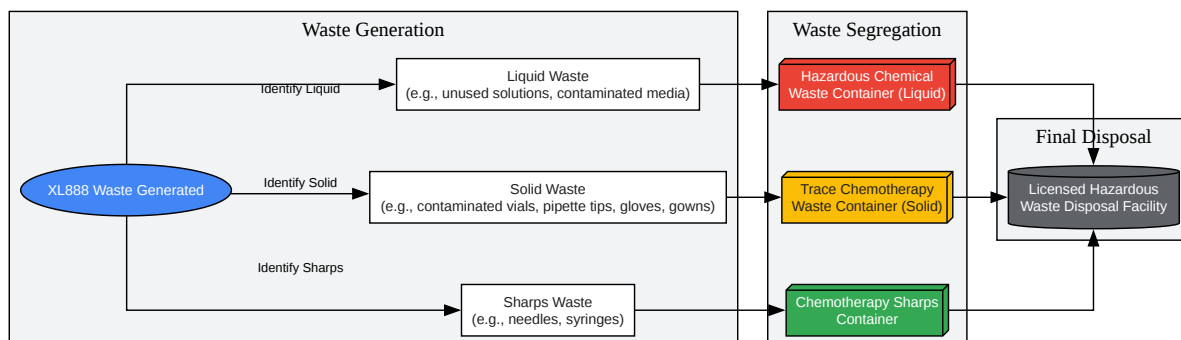 Waste Generation
Waste Segregation
Liquid Waste
(e.g., unused solutions, contaminated media)
Identify Liquid
Hazardous Chemical
Waste Container (Liquid)
Final Disposal
XL888 Waste Generated
Identify Solid
Solid Waste
(e.g., contaminated vials, pipette tips, gloves, gowns)
Trace Chemotherapy
Waste Container (Solid)
Licensed Hazardous
Waste Disposal Facility
Identify Sharps
Sharps Waste
(e.g., needles, syringes)
Chemotherapy Sharps
Container